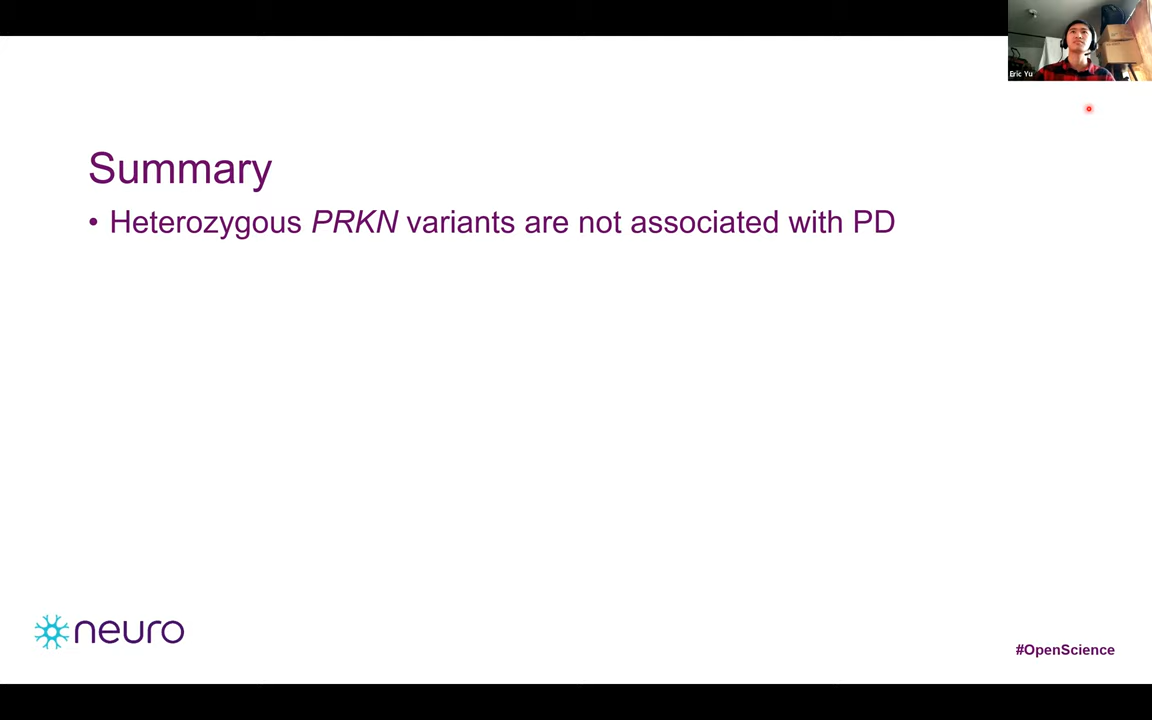 Eric Yu
Summary
• Heterozygous PRKN variants are not associated with PD
neuro
#OpenScience